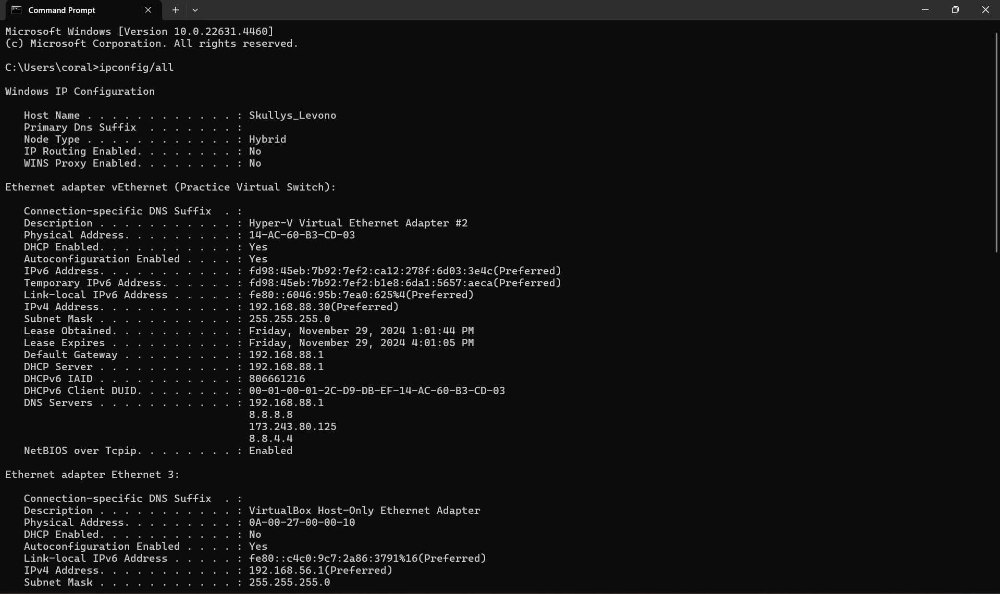 Command Prompt
Microsoft Windows [Version 10.0.22631.4460]
(c) Microsoft Corporation. All rights reserved.
C:\Users\coral>ipconfig/all
Windows IP Configuration
Host Name . . . . . . . . . . . . : Skullys_Levono
Primary Dns Suffix  . . . . . . . :
Node Type . . . . . . . . . . . . : Hybrid
IP Routing Enabled. . . . . . . . : No
WINS Proxy Enabled. . . . . . . . : No
Ethernet adapter vEthernet (Practice Virtual Switch):
Connection-specific DNS Suffix  . :
Description . . . . . . . . . . . : Hyper-V Virtual Ethernet Adapter #2
Physical Address. . . . . . . . . : 14-AC-60-B3-CD-03
DHCP Enabled. . . . . . . . . . . : Yes
Autoconfiguration Enabled . . . . : Yes
IPv6 Address. . . . . . . . . . . : fd98:45eb:7b92:7ef2:ca12:278f:6d03:3e4c(Preferred)
Temporary IPv6 Address. . . . . . : fd98:45eb:7b92:7ef2:b1e8:6da1:5657:aeca(Preferred)
Link-local IPv6 Address . . . . . : fe80::6046:95b:7ea0:625%4(Preferred)
IPv4 Address. . . . . . . . . . . : 192.168.88.30(Preferred)
Subnet Mask . . . . . . . . . . . : 255.255.255.0
Lease Obtained. . . . . . . . . . : Friday, November 29, 2024 1:01:44 PM
Lease Expires . . . . . . . . . . : Friday, November 29, 2024 4:01:05 PM
Default Gateway . . . . . . . . . : 192.168.88.1
DHCP Server . . . . . . . . . . . : 192.168.88.1
DHCPv6 IAID . . . . . . . . . . . : 806661216
DHCPv6 Client DUID. . . . . . . . : 00-01-00-01-2C-D9-DB-EF-14-AC-60-B3-CD-03
DNS Servers . . . . . . . . . . . : 192.168.88.1
8.8.8.8
173.243.80.125
8.8.4.4
NetBIOS over Tcpip. . . . . . . . : Enabled
Ethernet adapter Ethernet 3:
Connection-specific DNS Suffix  . :
Description . . . . . . . . . . . : VirtualBox Host-Only Ethernet Adapter
Physical Address. . . . . . . . . : 0A-00-27-00-00-10
DHCP Enabled. . . . . . . . . . . : No
Autoconfiguration Enabled . . . . : Yes
Link-local IPv6 Address . . . . . : fe80::c4c0:9c7:2a86:3791%16(Preferred)
IPv4 Address. . . . . . . . . . . : 192.168.56.1(Preferred)
Subnet Mask . . . . . . . . . . . : 255.255.255.0